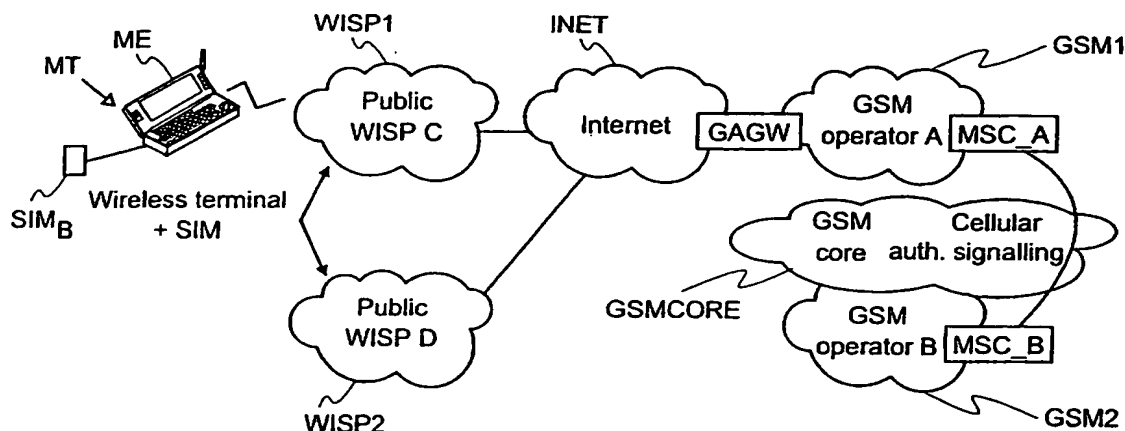 WISP1
INET
GSM1
ME
MT
Public
WISP C
Internet
GAGW
GSM
operator A
MSC_A
SIMB
Wireless terminal
+ SIM
GSM
core
Cellular
auth. signalling
GSMCORE
Public
WISP D
GSM
operator B
MSC_B
WISP2
GSM2